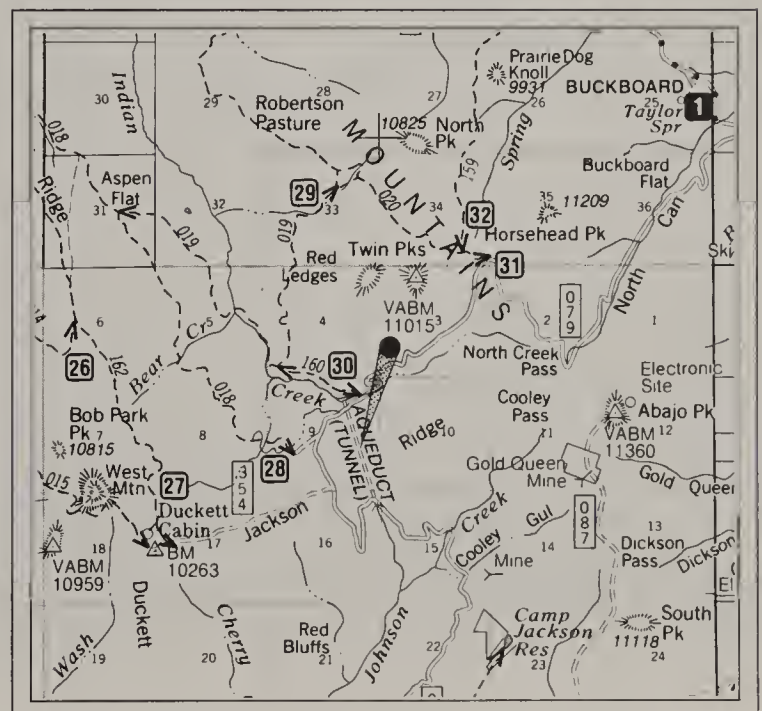 Prairie Dog
Knoll
9931
BUCKBOARD
25
Taylor
Spr
1
Indian
30
29
28
27
26
Robertson
Pasture
10825
North
Pk
MOUNTAINS
159
Spring
Buckboard
Flat
018
Ridge
Aspen
Flat
31
32
29
33
020
34
32
35
11209
36
Can
019
019
Red
Ledges
Twin Pks
Horsehead Pk
31
North
VABM
11015
3
6
5
4
2
079
1
26
162
Bear
Cr
018
160
30
Creek
North Creek
Pass
Electronic
Site
Abajo Pk
VABM
11360
12
Bob Park
Pk
7
10815
8
9
AQUEDUCT
(TUNNEL)
Ridge
10
Cooley
Pass
11
28
Gold Queen
Mine
Gold
Queen
015
West
Mtn
27
354
Duckett
Cabin
Jackson
Creek
087
13
18
VABM
10959
17
BM
10263
16
15
Cooley
Gul
14
Mine
Dickson
Pass
Dickson
Duckett
Wash
19
Cherry
20
Red
Bluffs
21
Johnson
22
Camp
Jackson
Res
23
South
Pk
11118
24